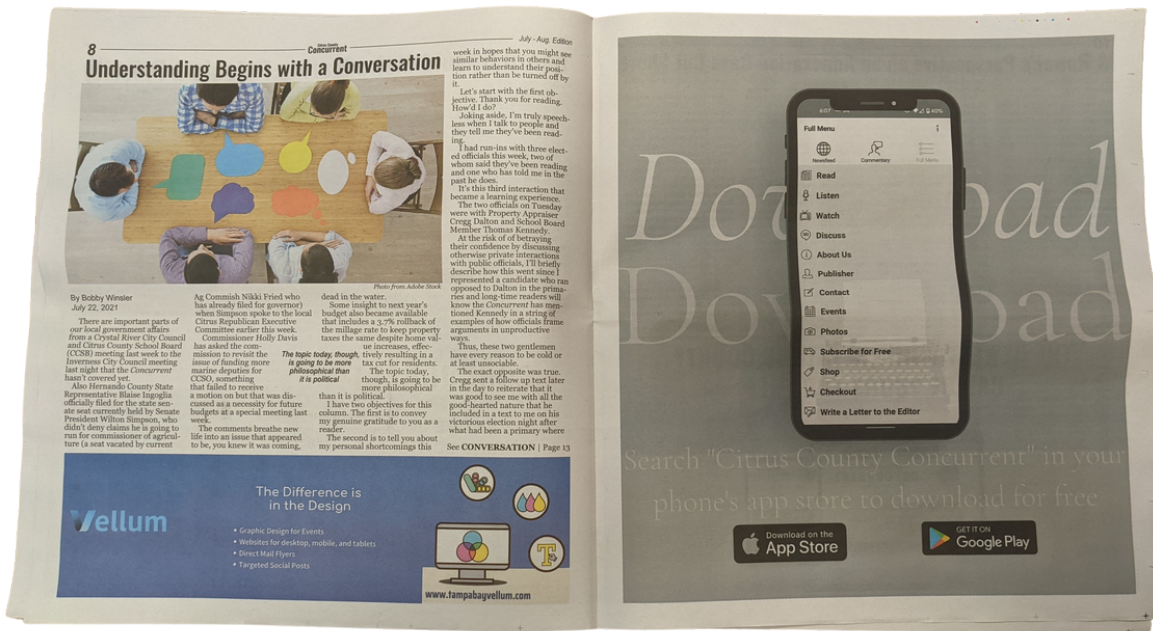 8
Citrus County
Concurrent
July - Aug. Edition
Understanding Begins with a Conversation
Photo from Adobe Stock
By Bobby Winsler
July 22, 2021
There are important parts of
our local government affairs
from a Crystal River City Council
and Citrus County School Board
(CCSB) meeting last week to the
Inverness City Council meeting
last night that the Concurrent
hasn't covered yet.
Also Hernando County State
Representative Blaise Ingoglia
officially filed for the state sen-
ate seat currently held by Senate
President Wilton Simpson, who
didn't deny claims he is going to
run for commissioner of agricul-
ture (a seat vacated by current
Ag Commish Nikki Fried who
has already filed for governor)
when Simpson spoke to the local
Citrus Republican Executive
Committee earlier this week.
Commissioner Holly Davis
has asked the com-
mission to revisit the
issue of funding more
marine deputies for
CCSO, something
that failed to receive
a motion on but that was dis-
cussed as a necessity for future
budgets at a special meeting last
week.
The comments breathe new
life into an issue that appeared
to be, you knew it was coming,
The topic today, though,
is going to be more
philosophical than
it is political
dead in the water.
Some insight to next year's
budget also became available
that includes a 3.7% rollback of
the millage rate to keep property
taxes the same despite home val-
ue increases, effec-
tively resulting in a
tax cut for residents.
The topic today,
though, is going to be
more philosophical
than it is political.
I have two objectives for this
column. The first is to convey
my genuine gratitude to you as a
reader.
The second is to tell you about
my personal shortcomings this
week in hopes that you might see
similar behaviors in others and
learn to understand their posi-
tion rather than be turned off by
it.
Let's start with the first ob-
jective. Thank you for reading.
How'd I do?
Joking aside, I'm truly speech-
less when I talk to people and
they tell me they've been read-
ing.
I had run-ins with three elect-
ed officials this week, two of
whom said they've been reading
and one who has told me in the
past he does.
It's this third interaction that
became a learning experience.
The two officials on Tuesday
were with Property Appraiser
Cregg Dalton and School Board
Member Thomas Kennedy.
At the risk of of betraying
their confidence by discussing
otherwise private interactions
with public officials, I'll briefly
describe how this went since I
represented a candidate who ran
opposed to Dalton in the prima-
ries and long-time readers will
know the Concurrent has men-
tioned Kennedy in a string of
examples of how officials frame
arguments in unproductive
ways.
Thus, these two gentlemen
have every reason to be cold or
at least unsociable.
The exact opposite was true.
Cregg sent a follow up text later
in the day to reiterate that it
was good to see me with all the
good-hearted nature that he
included in a text to me on his
victorious election night after
what had been a primary where
See CONVERSATION | Page 13
Vellum
The Difference is
in the Design
• Graphic Design for Events
• Websites for desktop, mobile, and tablets
• Direct Mail Flyers
• Targeted Social Posts
T
www.tampabayvellum.com
Download
Download
6:07
40%
Full Menu
Newsfeed
Commentary
Full Menu
Read
Listen
Watch
Discuss
About Us
Publisher
Contact
Events
Photos
Subscribe for Free
Shop
Checkout
Write a Letter to the Editor
Search "Citrus County Concurrent" in your
phone's app store to download for free
Download on the
App Store
GET IT ON
Google Play